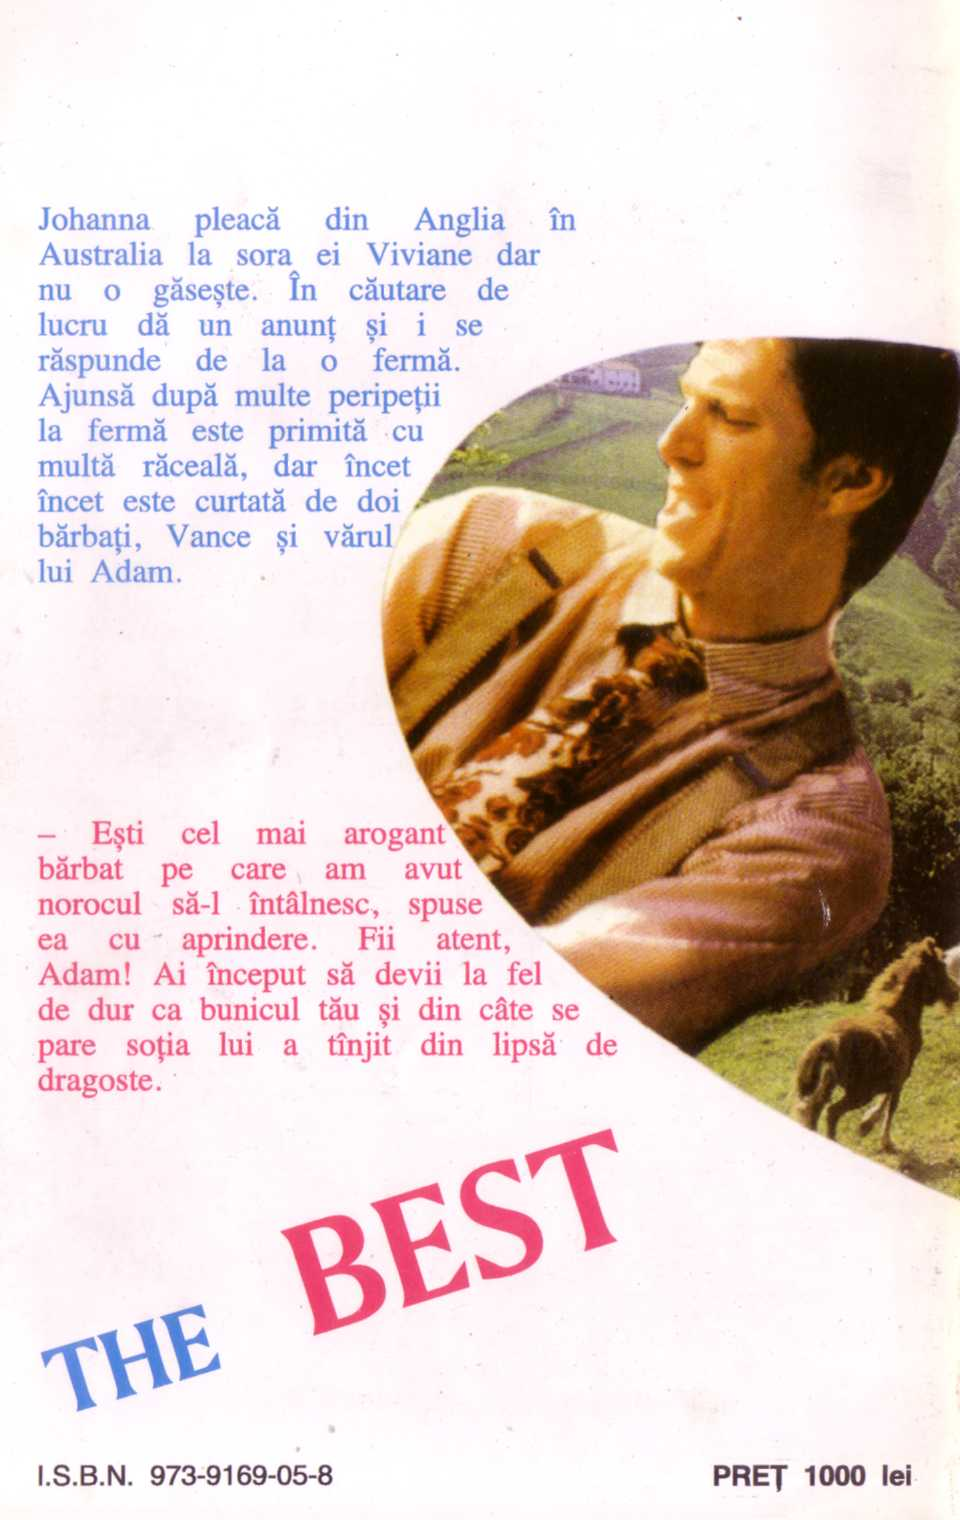 Johanna pleacă din Anglia în
Australia la sora ei Viviane dar
nu o găsește. În căutare de
lucru dă un anunț și i se
răspunde de la o fermă.
Ajunsă după multe peripeții
la fermă este primită cu
multă răceală, dar încet
încet este curtată de doi
bărbați, Vance și vărul
lui Adam.
– Ești cel mai arogant
bărbat pe care am avut
norocul să-l întâlnesc, spuse
ea cu aprindere. Fii atent,
Adam! Ai început să devii la fel
de dur ca bunicul tău și din câte se
pare soția lui a tînjit din lipsă de
dragoste.
THE BEST
I.S.B.N. 973-9169-05-8
PREȚ 1000 lei